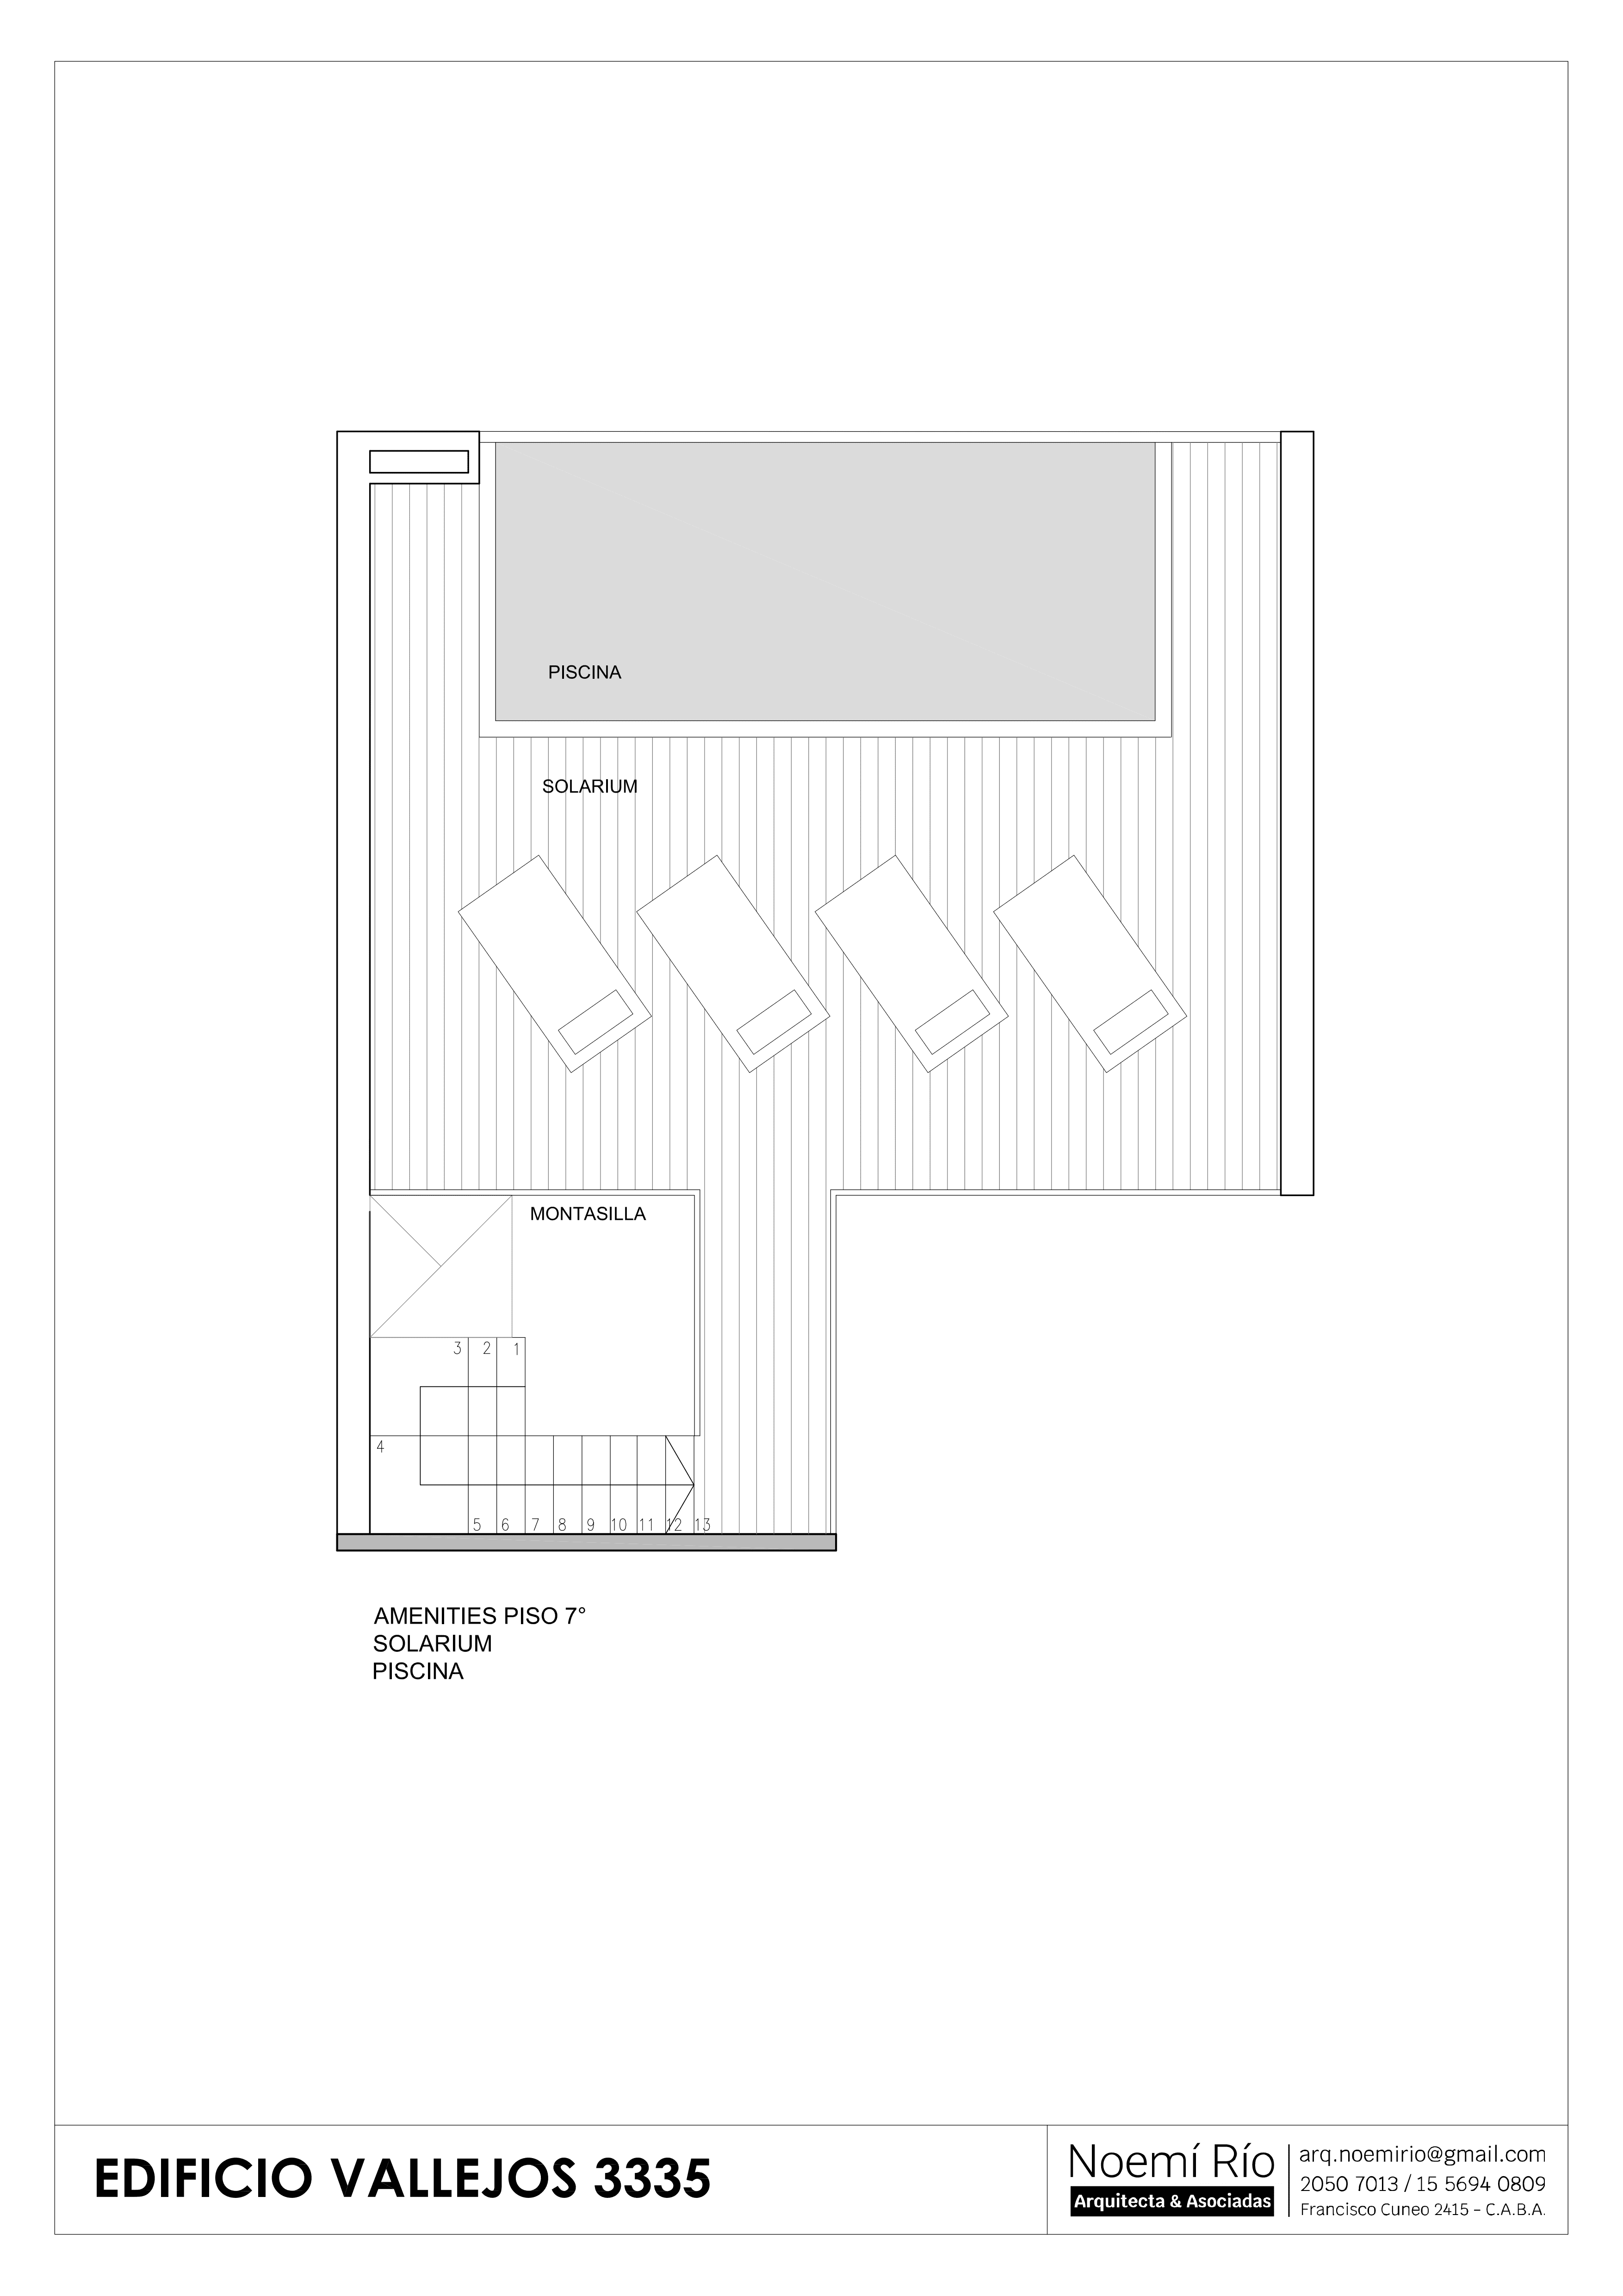 PISCINA
SOLARIUM
MONTASILLA
3 2 1
4
5 6 7 8 9 10 11 12 13
AMENITIES PISO 7°
SOLARIUM
PISCINA
EDIFICIO VALLEJOS 3335
Noemí Río
Arquitecta & Asociadas
arq.noemirio@gmail.com
2050 7013 / 15 5694 0809
Francisco Cuneo 2415 - C.A.B.A.